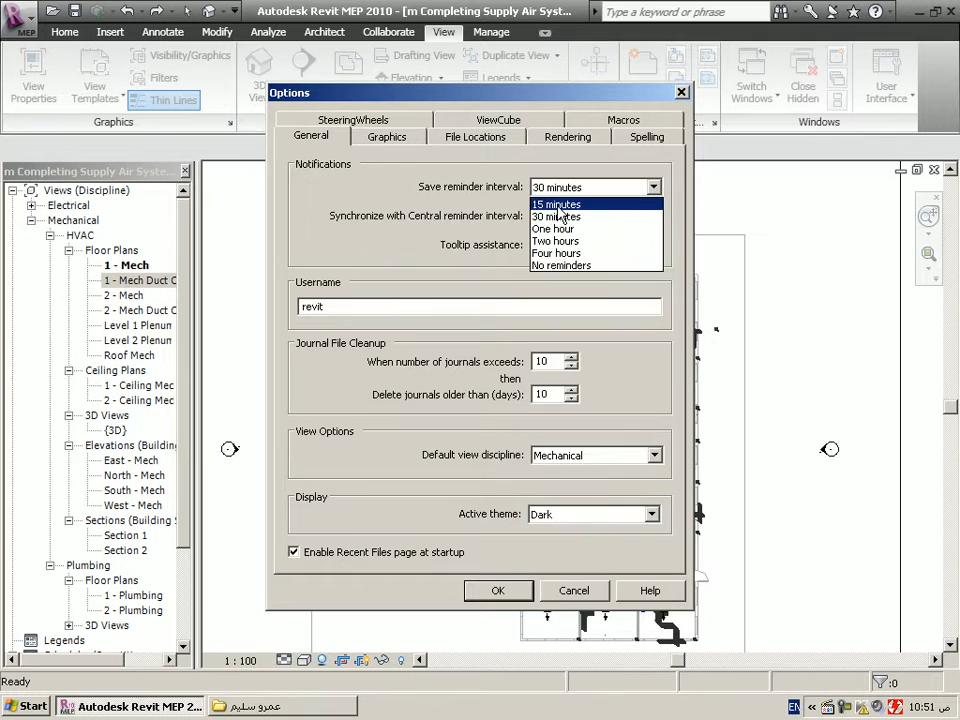 Autodesk Revit MEP 2010 - [m Completing Supply Air Sys...
Type a keyword or phrase
MEP
Home Insert Annotate Modify Analyze Architect Collaborate View Manage
View Properties
View Templates
Visibility/Graphics
Filters
Thin Lines
Graphics
Drafting View
Elevation
Duplicate View
Legends
Switch Windows
Close Hidden
User Interface
Windows
Options
SteeringWheels ViewCube Macros
General Graphics File Locations Rendering Spelling
Notifications
Save reminder interval: 30 minutes
15 minutes
Synchronize with Central reminder interval: 30 minutes
One hour
Tooltip assistance: Two hours
Four hours
No reminders
Username
revit
Journal File Cleanup
When number of journals exceeds: 10
then
Delete journals older than (days): 10
View Options
Default view discipline: Mechanical
Display
Active theme: Dark
Enable Recent Files page at startup
OK Cancel Help
m Completing Supply Air System...
Views (Discipline)
Electrical
Mechanical
HVAC
Floor Plans
1 - Mech
1 - Mech Duct C
2 - Mech
2 - Mech Duct C
Level 1 Plenum
Level 2 Plenum
Roof Mech
Ceiling Plans
1 - Ceiling Mec
2 - Ceiling Mec
3D Views
{3D}
Elevations (Building
East - Mech
North - Mech
South - Mech
West - Mech
Sections (Building S
Section 1
Section 2
Plumbing
Floor Plans
1 - Plumbing
2 - Plumbing
3D Views
Legends
1 : 100
Ready
:0
Start
Autodesk Revit MEP 2...
عمرو سليم
EN
10:51 ص